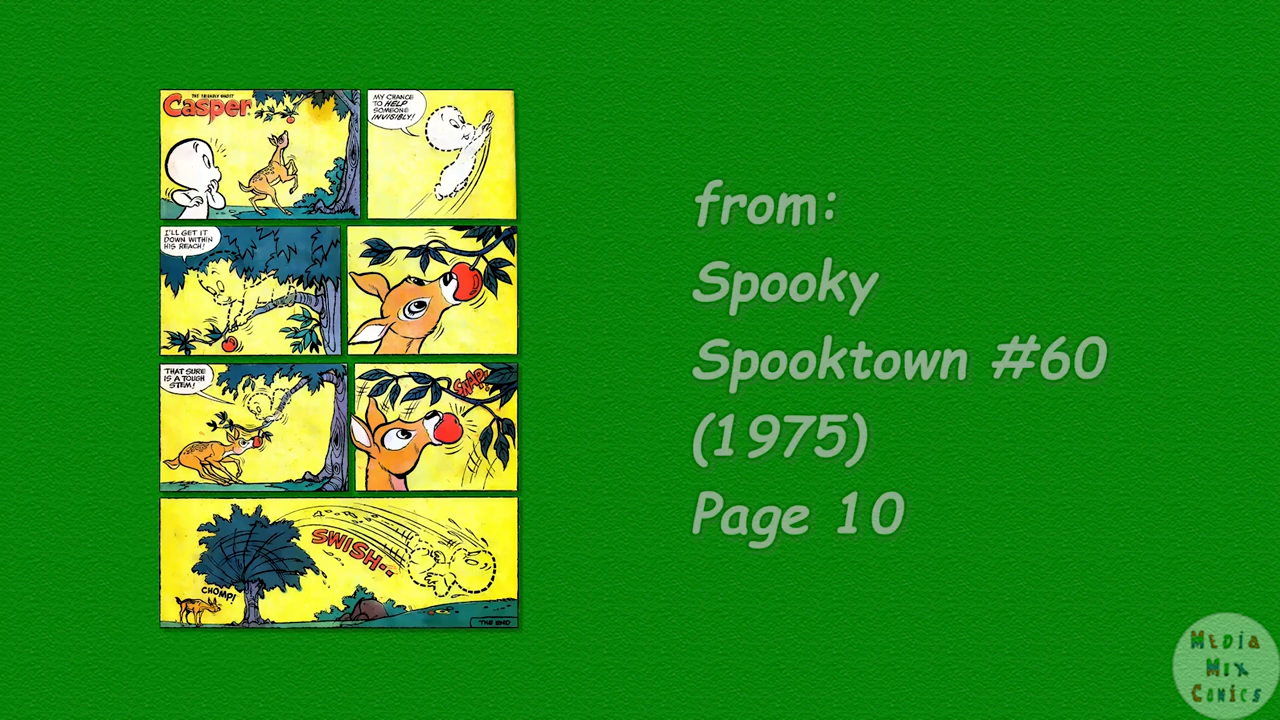 THE FRIENDLY GHOST
Casper
MY CHANCE
TO HELP
SOMEONE
INVISIBLY!
I'LL GET IT
DOWN WITHIN
HIS REACH!
THAT SURE
IS A TOUGH
STEM!
SNAP!
SWISH--
CHOMP!
THE END
from:
Spooky
Spooktown #60
(1975)
Page 10
MEDiA
MiX
COMiCS